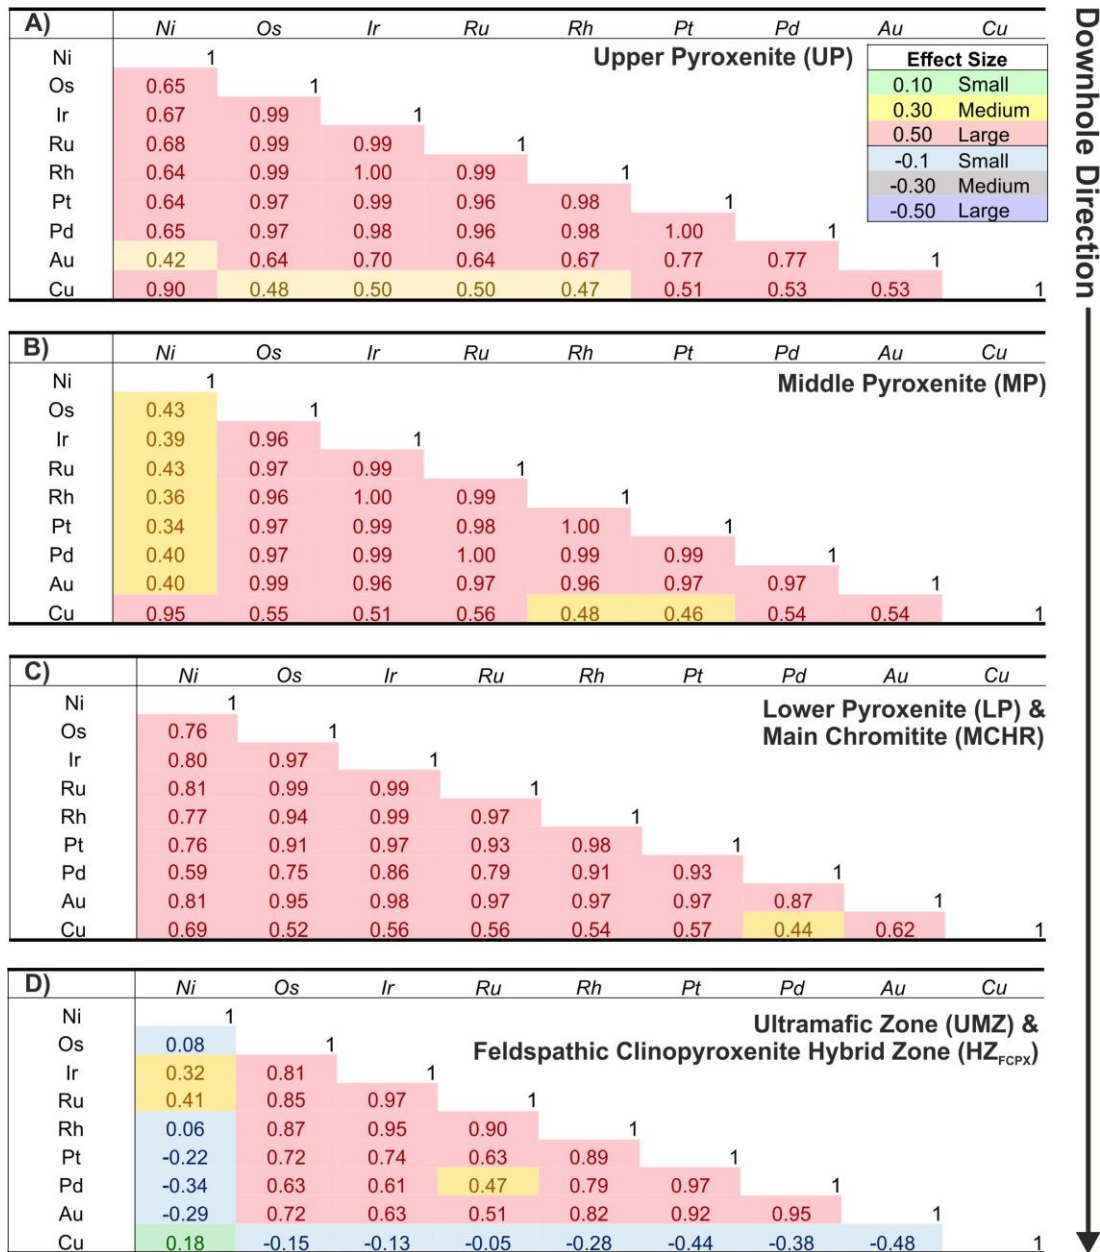 A) Ni Os Ir Ru Rh Pt Pd Au Cu
Upper Pyroxenite (UP)
Effect Size
0.10 Small
0.30 Medium
0.50 Large
-0.1 Small
-0.30 Medium
-0.50 Large
Ni 1
Os 0.65 1
Ir 0.67 0.99 1
Ru 0.68 0.99 0.99 1
Rh 0.64 0.99 1.00 0.99 1
Pt 0.64 0.97 0.99 0.96 0.98 1
Pd 0.65 0.97 0.98 0.96 0.98 1.00 1
Au 0.42 0.64 0.70 0.64 0.67 0.77 0.77 1
Cu 0.90 0.48 0.50 0.50 0.47 0.51 0.53 0.53 1
B) Ni Os Ir Ru Rh Pt Pd Au Cu
Middle Pyroxenite (MP)
Ni 1
Os 0.43 1
Ir 0.39 0.96 1
Ru 0.43 0.97 0.99 1
Rh 0.36 0.96 1.00 0.99 1
Pt 0.34 0.97 0.99 0.98 1.00 1
Pd 0.40 0.97 0.99 1.00 0.99 0.99 1
Au 0.40 0.99 0.96 0.97 0.96 0.97 0.97 1
Cu 0.95 0.55 0.51 0.56 0.48 0.46 0.54 0.54 1
C) Ni Os Ir Ru Rh Pt Pd Au Cu
Lower Pyroxenite (LP) &
Main Chromitite (MCHR)
Ni 1
Os 0.76 1
Ir 0.80 0.97 1
Ru 0.81 0.99 0.99 1
Rh 0.77 0.94 0.99 0.97 1
Pt 0.76 0.91 0.97 0.93 0.98 1
Pd 0.59 0.75 0.86 0.79 0.91 0.93 1
Au 0.81 0.95 0.98 0.97 0.97 0.97 0.87 1
Cu 0.69 0.52 0.56 0.56 0.54 0.57 0.44 0.62 1
D) Ni Os Ir Ru Rh Pt Pd Au Cu
Ultramafic Zone (UMZ) &
Feldspathic Clinopyroxenite Hybrid Zone (HZFCPX)
Ni 1
Os 0.08 1
Ir 0.32 0.81 1
Ru 0.41 0.85 0.97 1
Rh 0.06 0.87 0.95 0.90 1
Pt -0.22 0.72 0.74 0.63 0.89 1
Pd -0.34 0.63 0.61 0.47 0.79 0.97 1
Au -0.29 0.72 0.63 0.51 0.82 0.92 0.95 1
Cu 0.18 -0.15 -0.13 -0.05 -0.28 -0.44 -0.38 -0.48 1
Downhole Direction